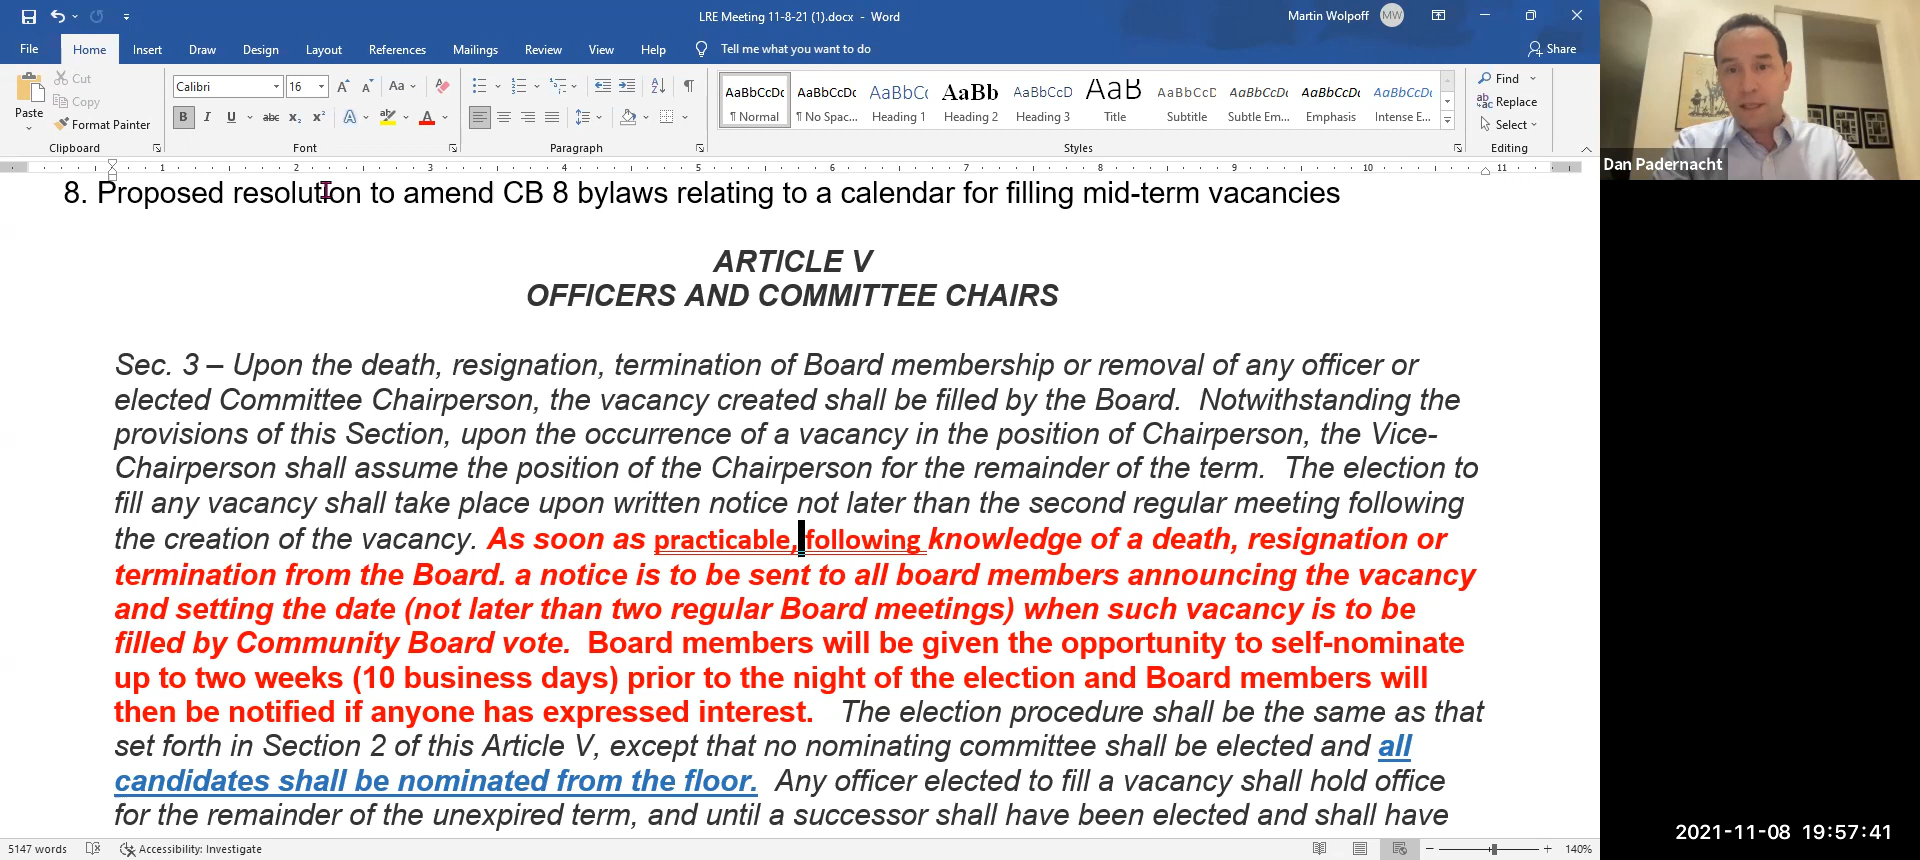 LRE Meeting 11-8-21 (1).docx - Word
Martin Wolpoff MW
File Home Insert Draw Design Layout References Mailings Review View Help Tell me what you want to do Share
Paste
Cut
Copy
Format Painter
Clipboard
Calibri 16
Font
Paragraph
AaBbCcDc AaBbCcDc AaBbCc AaBb AaBbCcD AaB AaBbCcD AaBbCcDc AaBbCcDc AaBbCcDc
¶ Normal ¶ No Spac... Heading 1 Heading 2 Heading 3 Title Subtitle Subtle Em... Emphasis Intense E...
Styles
Find
Replace
Select
Editing
Dan Padernacht
1 2 3 4 5 6 7 8 9 10 11
8. Proposed resolution to amend CB 8 bylaws relating to a calendar for filling mid-term vacancies
ARTICLE V
OFFICERS AND COMMITTEE CHAIRS
Sec. 3 – Upon the death, resignation, termination of Board membership or removal of any officer or
elected Committee Chairperson, the vacancy created shall be filled by the Board. Notwithstanding the
provisions of this Section, upon the occurrence of a vacancy in the position of Chairperson, the Vice-
Chairperson shall assume the position of the Chairperson for the remainder of the term. The election to
fill any vacancy shall take place upon written notice not later than the second regular meeting following
the creation of the vacancy. As soon as practicable, following knowledge of a death, resignation or
termination from the Board. a notice is to be sent to all board members announcing the vacancy
and setting the date (not later than two regular Board meetings) when such vacancy is to be
filled by Community Board vote. Board members will be given the opportunity to self-nominate
up to two weeks (10 business days) prior to the night of the election and Board members will
then be notified if anyone has expressed interest. The election procedure shall be the same as that
set forth in Section 2 of this Article V, except that no nominating committee shall be elected and all
candidates shall be nominated from the floor. Any officer elected to fill a vacancy shall hold office
for the remainder of the unexpired term, and until a successor shall have been elected and shall have
2021-11-08 19:57:41
5147 words Accessibility: Investigate 140%